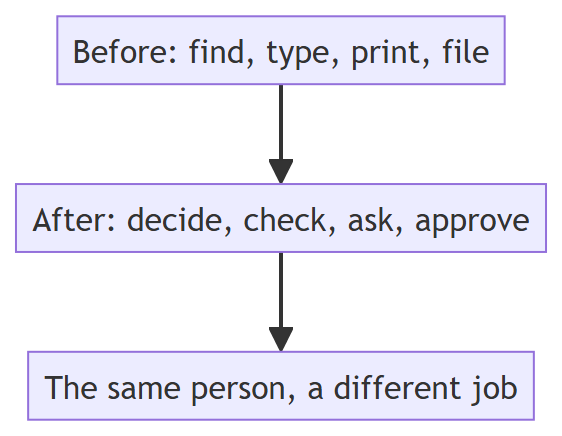 Before: find, type, print, file
After: decide, check, ask, approve
The same person, a different job